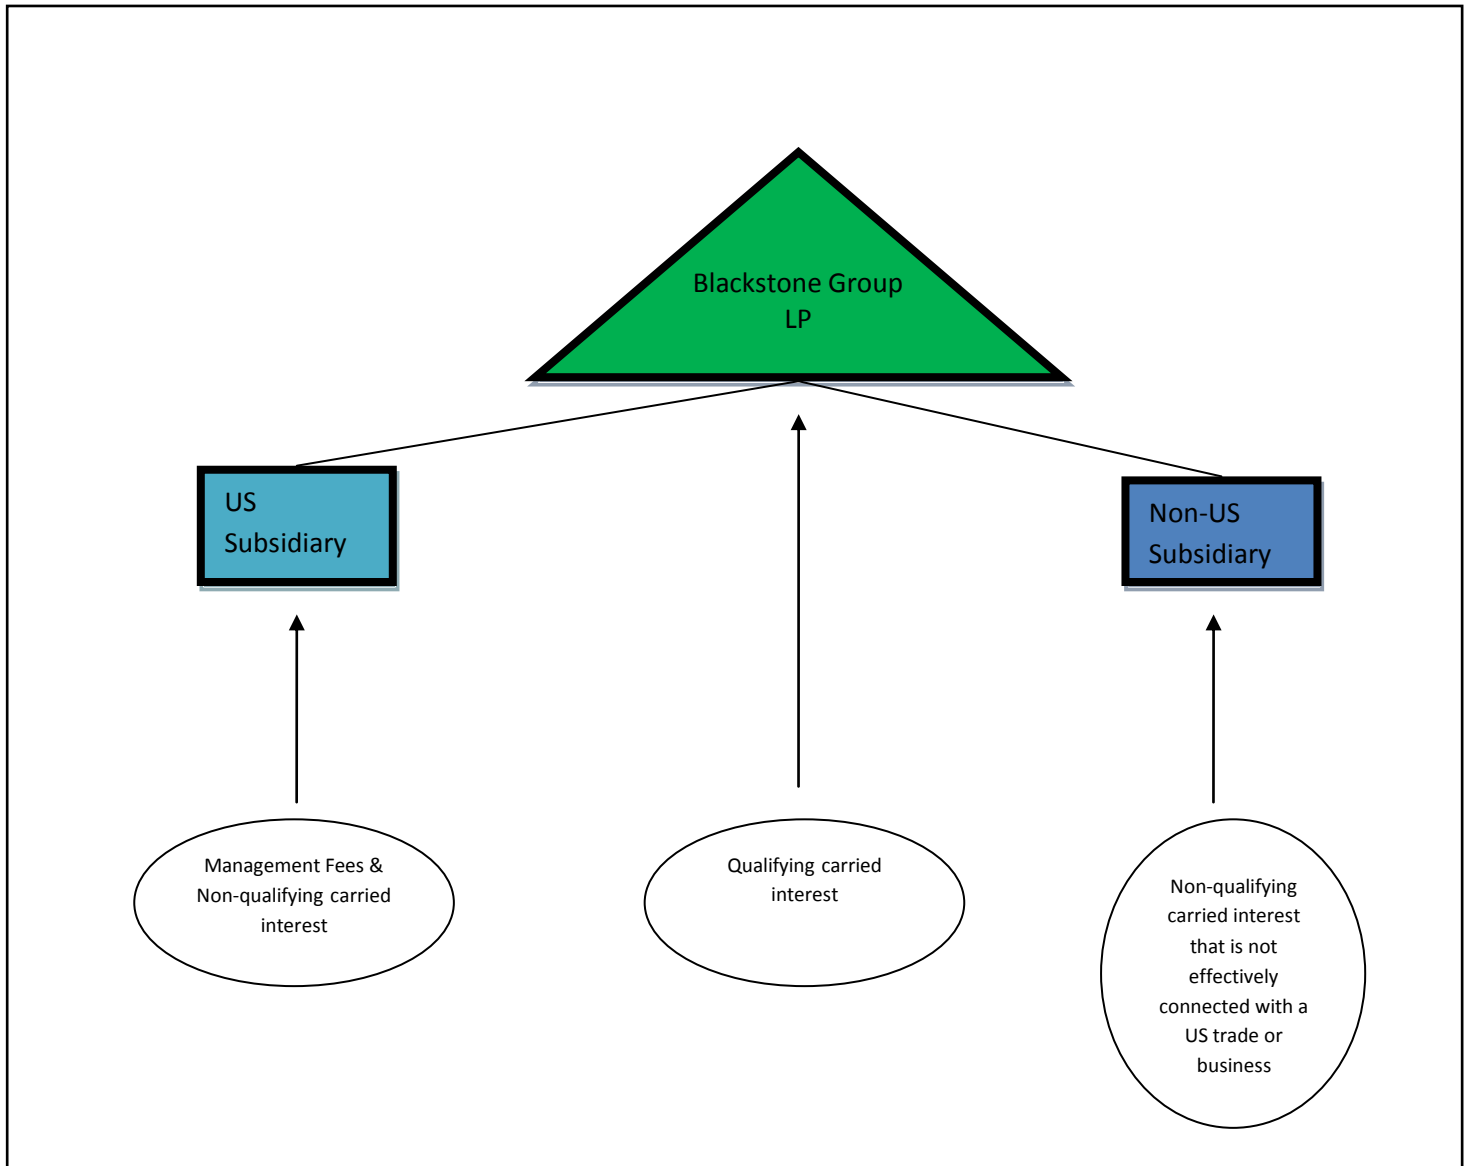 Blackstone Group
LP
US
Subsidiary
Non-US
Subsidiary
Management Fees &
Non-qualifying carried
interest
Qualifying carried
interest
Non-qualifying
carried interest
that is not
effectively
connected with a
US trade or
business